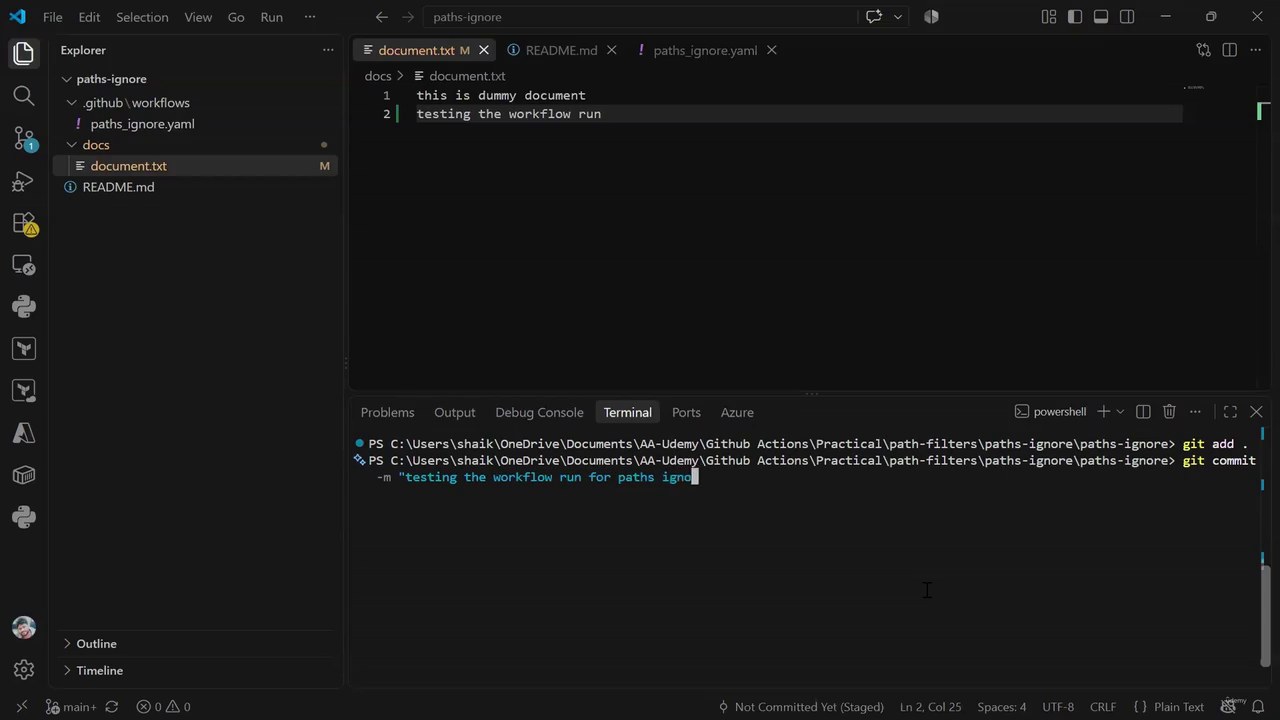 File Edit Selection View Go Run ...
paths-ignore
Explorer
paths-ignore
.github\workflows
paths_ignore.yaml
docs
document.txt M
README.md
Outline
Timeline
document.txt M
README.md
paths_ignore.yaml
docs > document.txt
1 this is dummy document
2 testing the workflow run
Problems Output Debug Console Terminal Ports Azure
powershell
PS C:\Users\shaik\OneDrive\Documents\AA-Udemy\Github Actions\Practical\path-filters\paths-ignore\paths-ignore> git add .
PS C:\Users\shaik\OneDrive\Documents\AA-Udemy\Github Actions\Practical\path-filters\paths-ignore\paths-ignore> git commit
-m "testing the workflow run for paths igno
main+ 0 0 Not Committed Yet (Staged) Ln 2, Col 25 Spaces: 4 UTF-8 CRLF {} Plain Text
Udemy
1